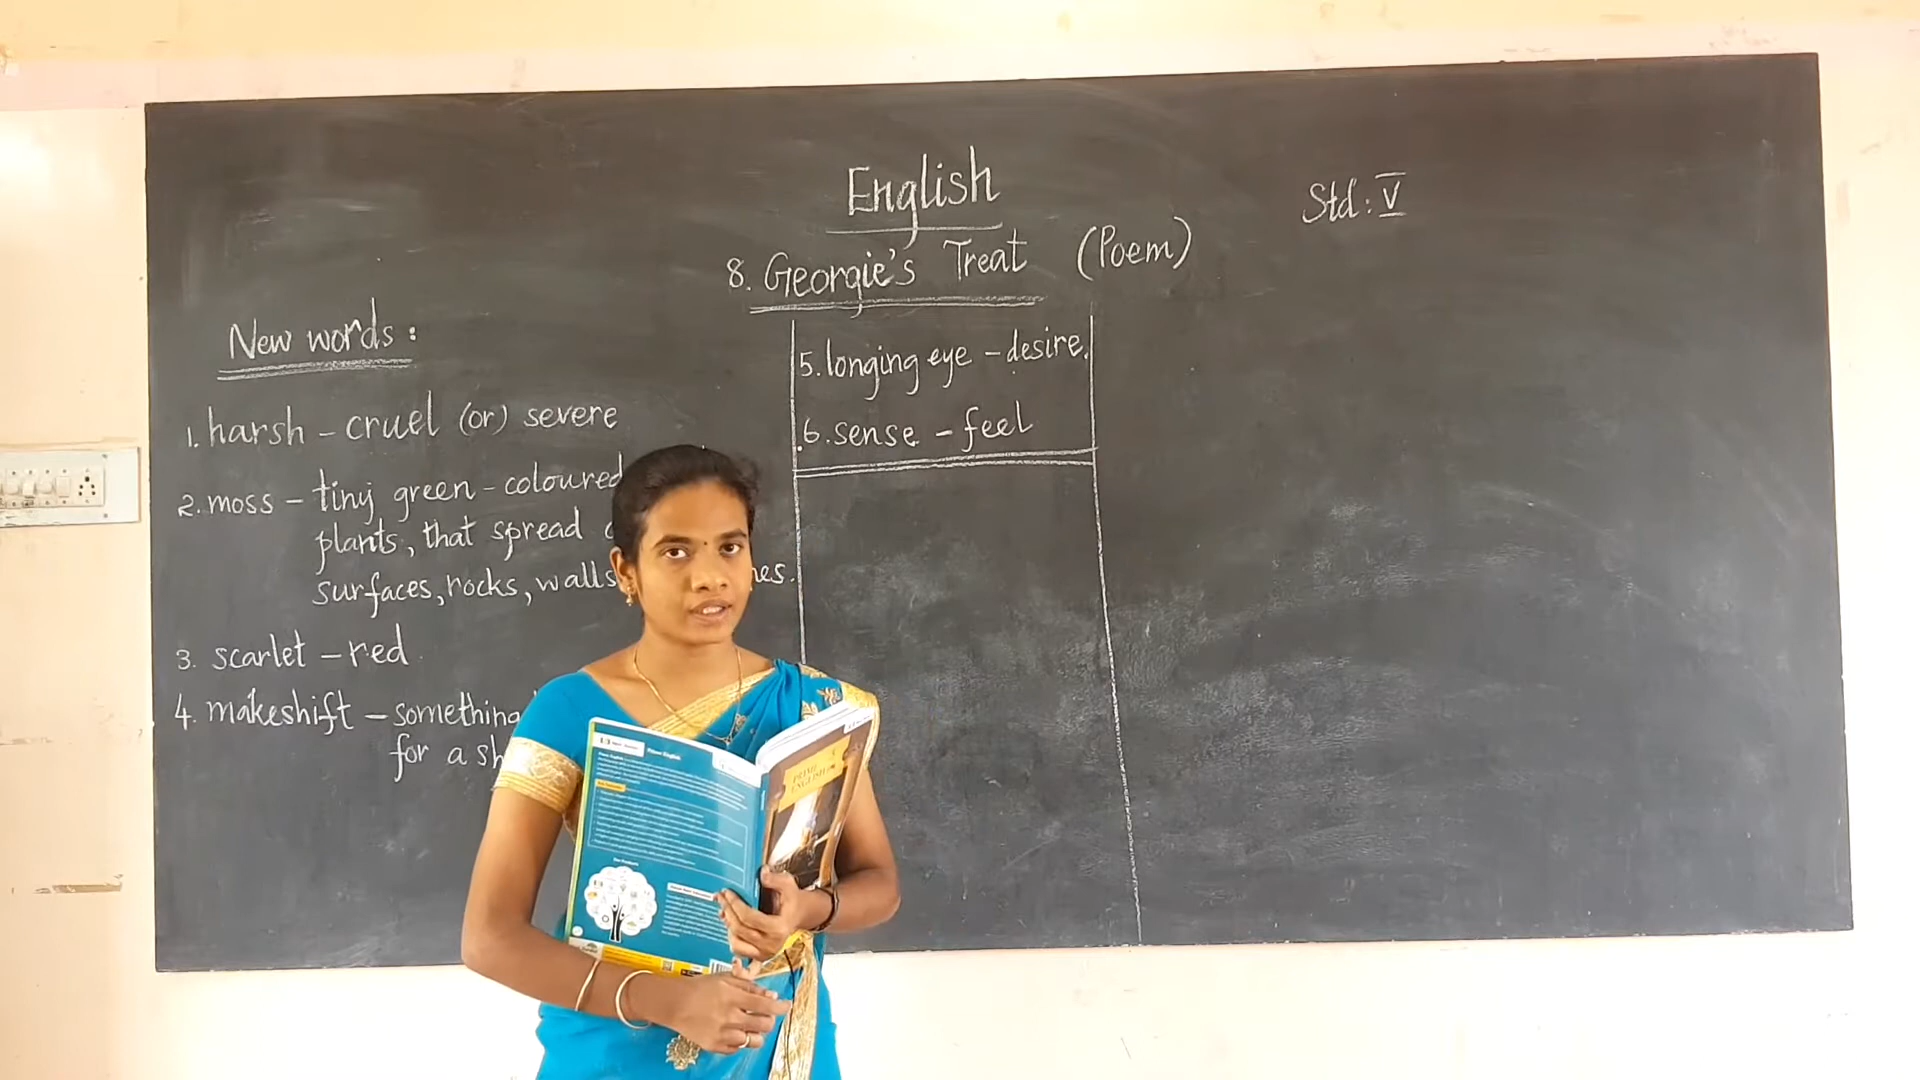 English
Std : V
8. Georgie's Treat (Poem)
New words :
1. harsh – cruel (or) severe
2. moss – tiny green – coloured
plants, that spread
surfaces, rocks, walls
3. scarlet – red
4. makeshift – something
for a
5. longing eye – desire.
6. sense – feel
PRIME
ENGLISH